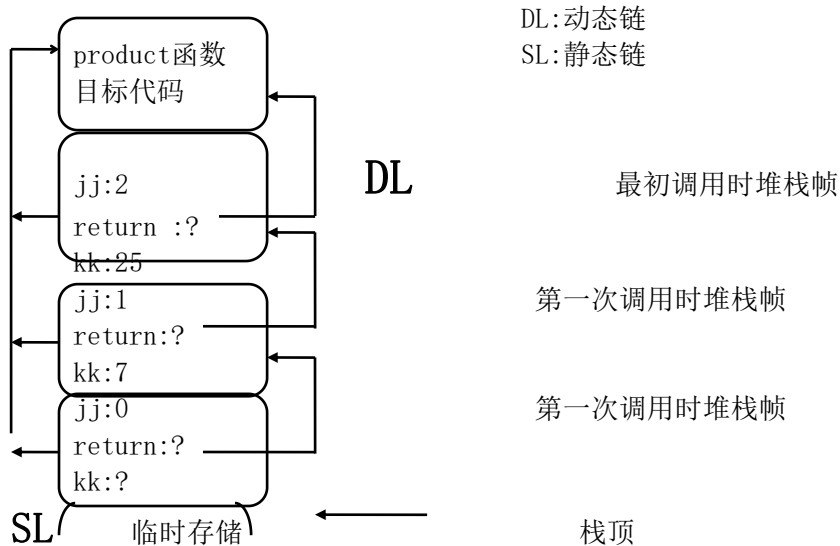 DL:动态链
SL:静态链
product函数
目标代码
DL
最初调用时堆栈帧
jj:2
return :?
kk:25
第一次调用时堆栈帧
jj:1
return:?
kk:7
第一次调用时堆栈帧
jj:0
return:?
kk:?
SL
临时存储
栈顶